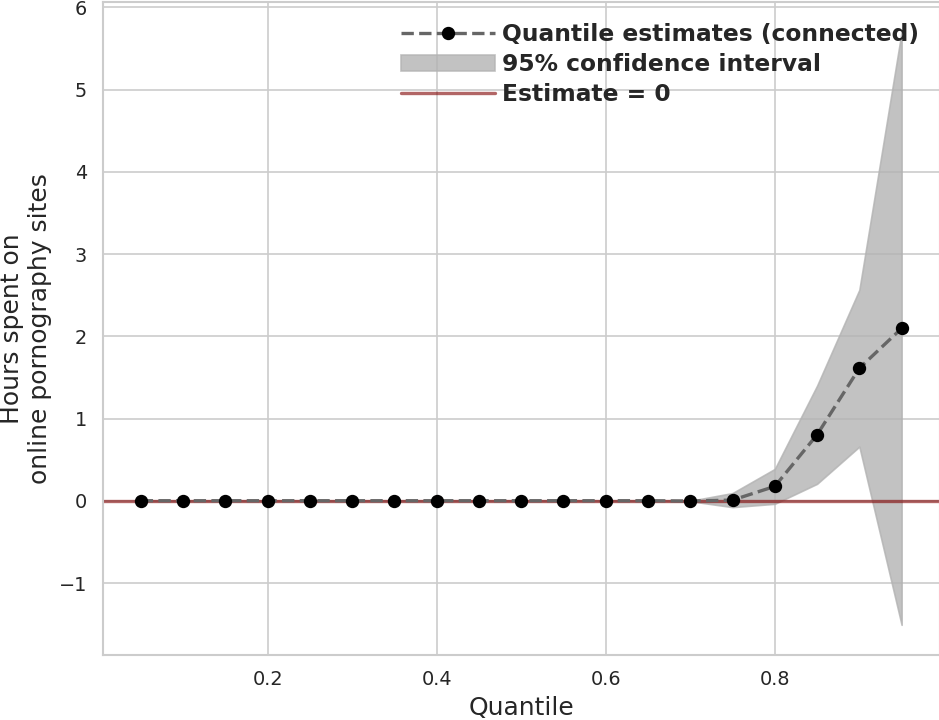 6
5
4
3
2
1
0
−1
Hours spent on
online pornography sites
Quantile estimates (connected)
95% confidence interval
Estimate = 0
0.2
0.4
0.6
0.8
Quantile